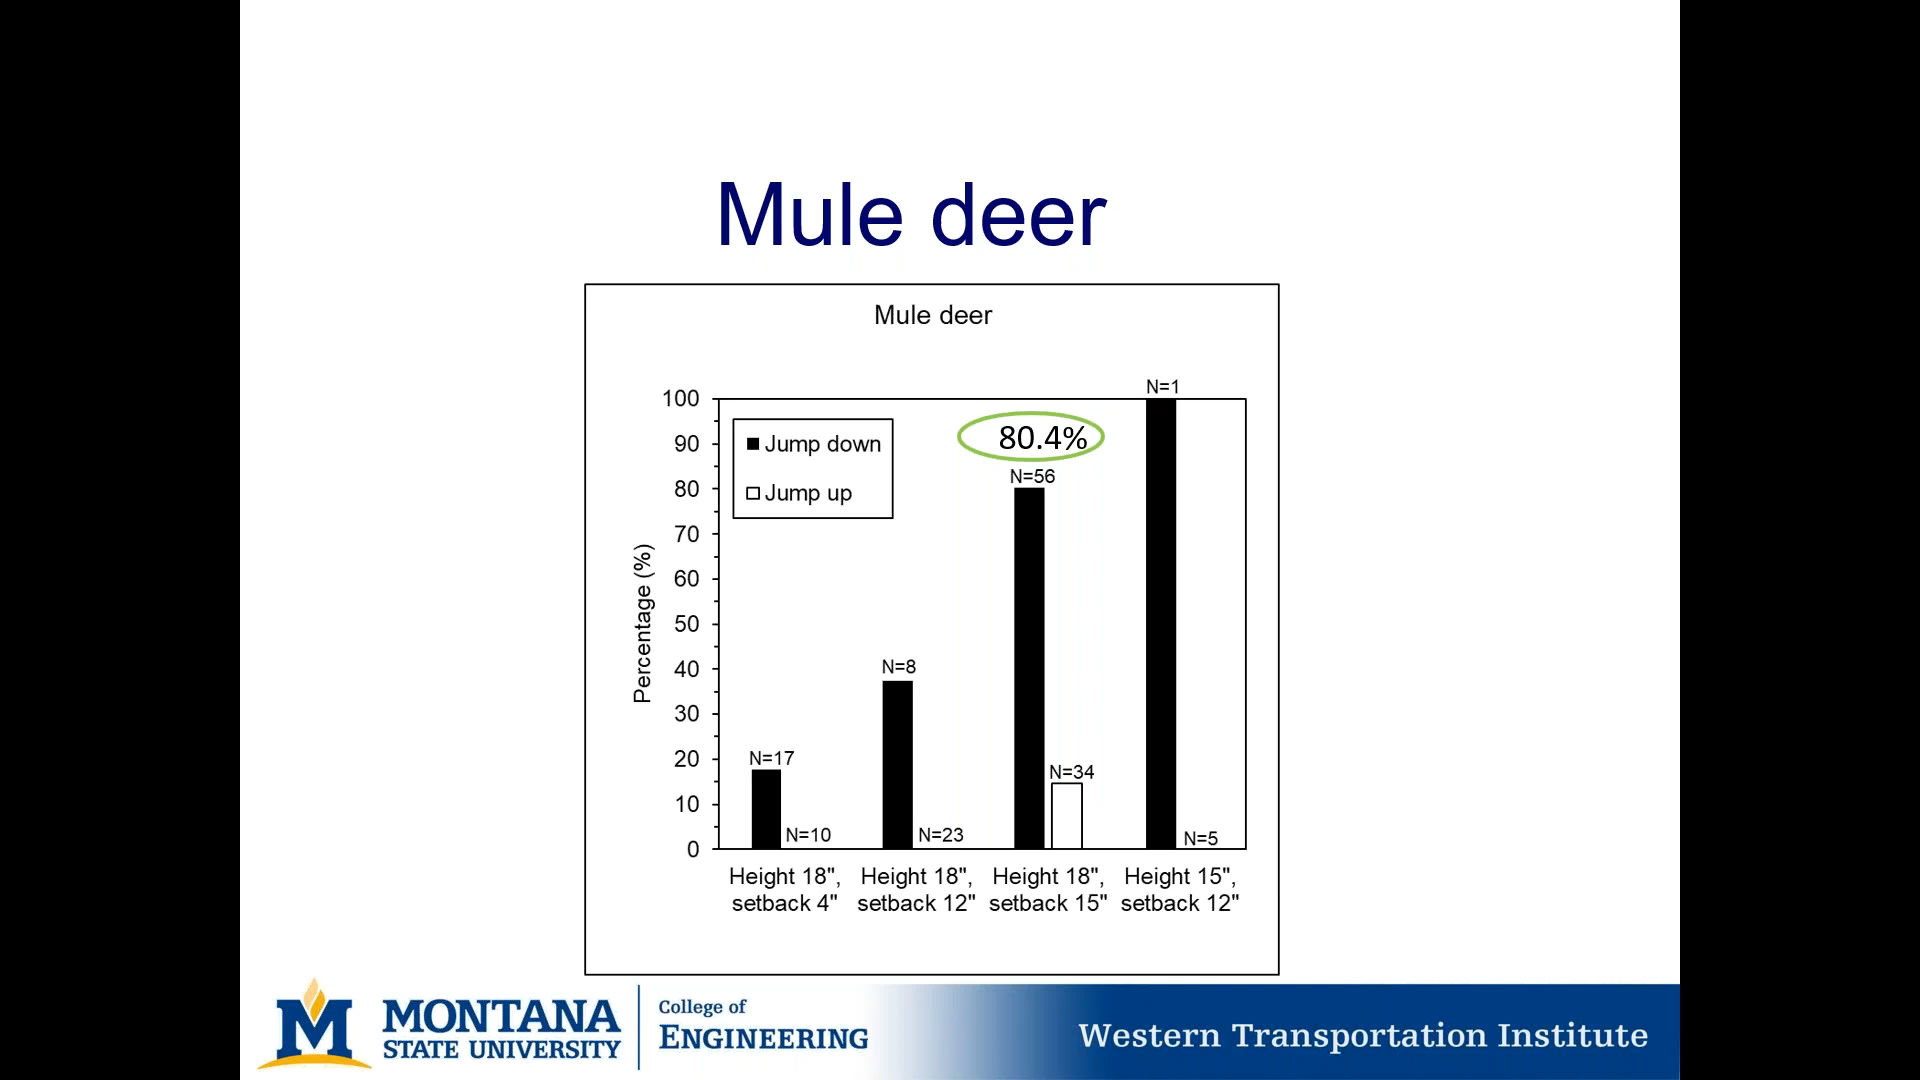 Mule deer
Mule deer
N=1
100
Jump down
80.4%
90
N=56
80
Jump up
70
60
Percentage (%)
50
40
N=8
30
20
N=17
N=34
10
N=10
N=23
N=5
0
Height 18", setback 4"
Height 18", setback 12"
Height 18", setback 15"
Height 15", setback 12"
M
MONTANA
STATE UNIVERSITY
College of
ENGINEERING
Western Transportation Institute